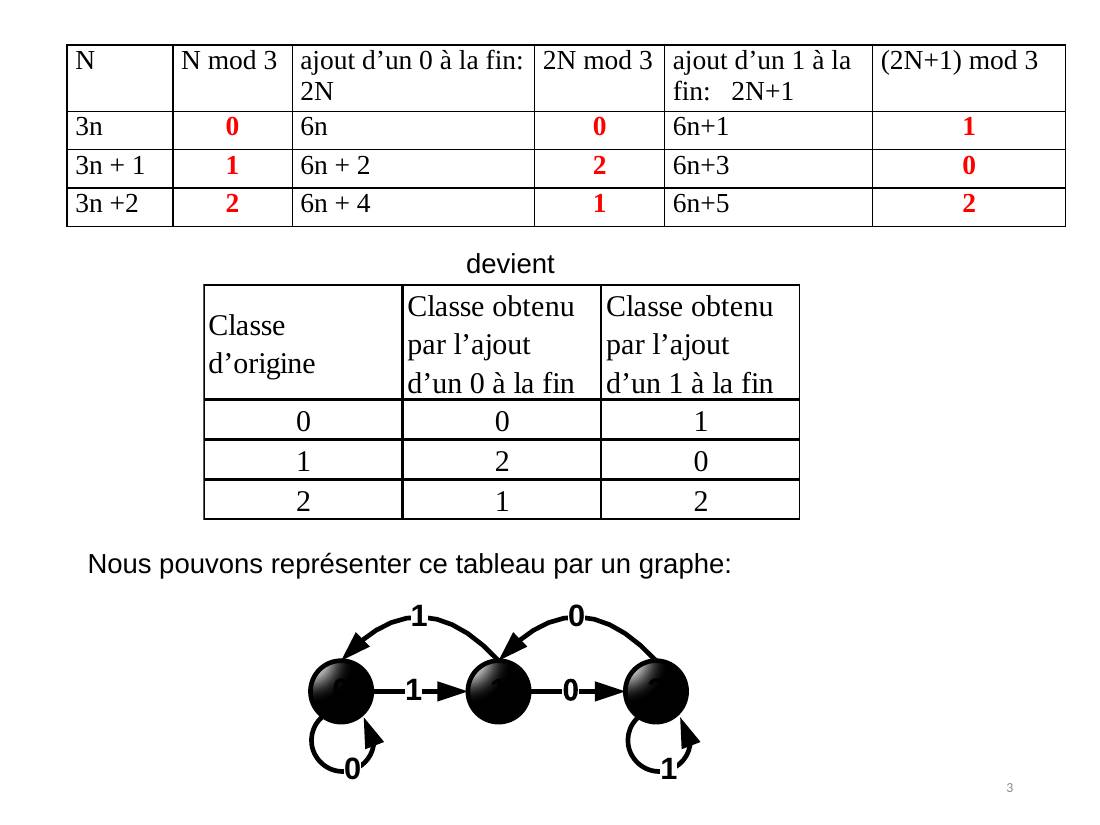 N | N mod 3 | ajout d’un 0 à la fin: 2N | 2N mod 3 | ajout d’un 1 à la fin: 2N+1 | (2N+1) mod 3
3n | 0 | 6n | 0 | 6n+1 | 1
3n + 1 | 1 | 6n + 2 | 2 | 6n+3 | 0
3n +2 | 2 | 6n + 4 | 1 | 6n+5 | 2
devient
Classe d’origine | Classe obtenu par l’ajout d’un 0 à la fin | Classe obtenu par l’ajout d’un 1 à la fin
0 | 0 | 1
1 | 2 | 0
2 | 1 | 2
Nous pouvons représenter ce tableau par un graphe:
1 0
1 0
0 1
3